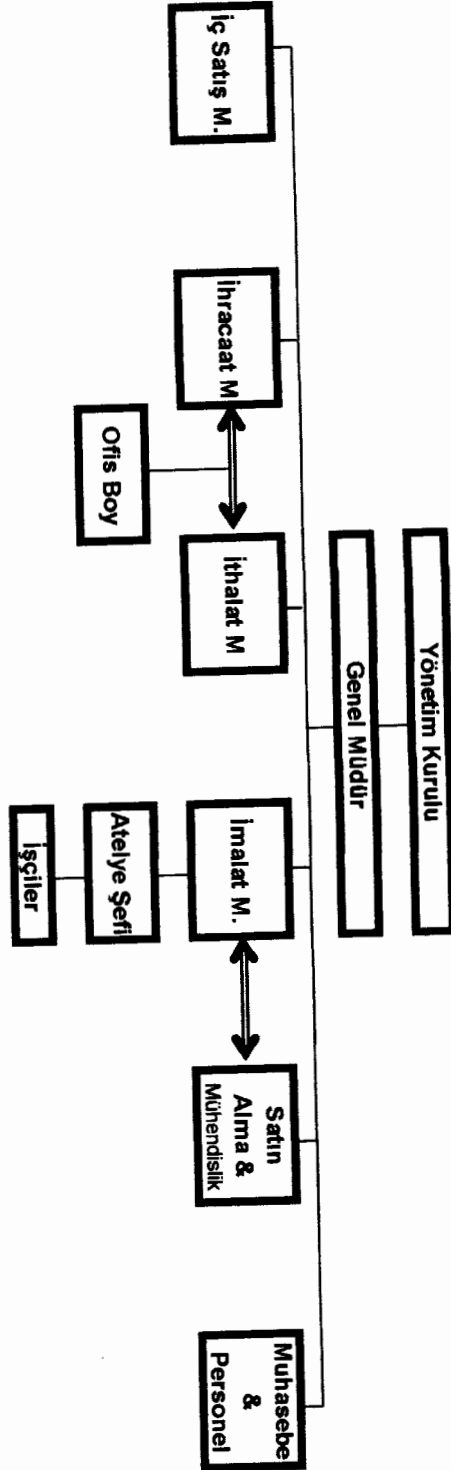 Yönetim Kurulu
Genel Müdür
İç Satış M.
İhracaat M
İthalat M
İmalat M.
Satın
Alma &
Mühendislik
Muhasebe
&
Personel
Ofis Boy
Atelye Şefi
İşçiler